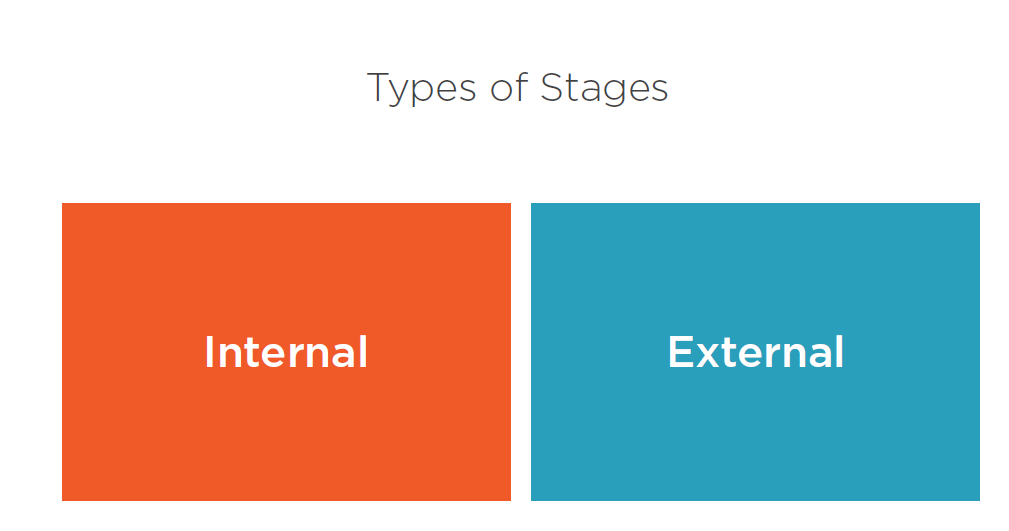 Types of Stages
Internal
External